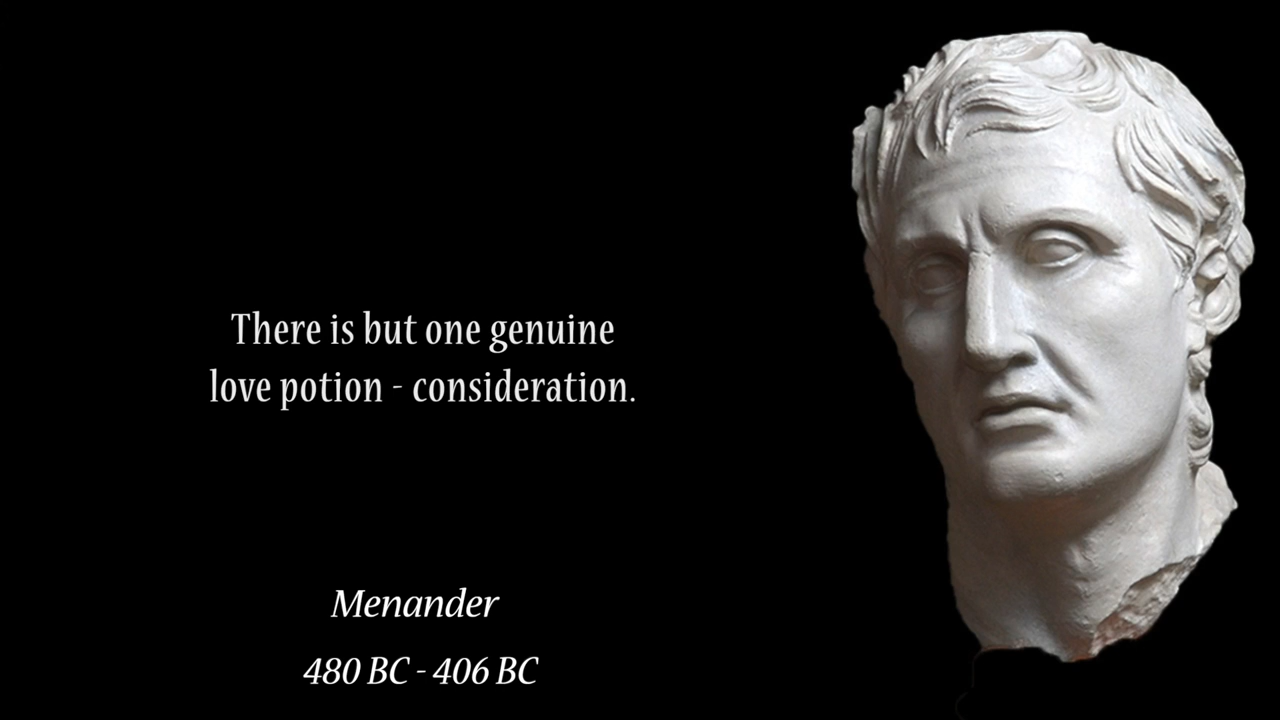 There is but one genuine
love potion - consideration.
Menander
480 BC - 406 BC